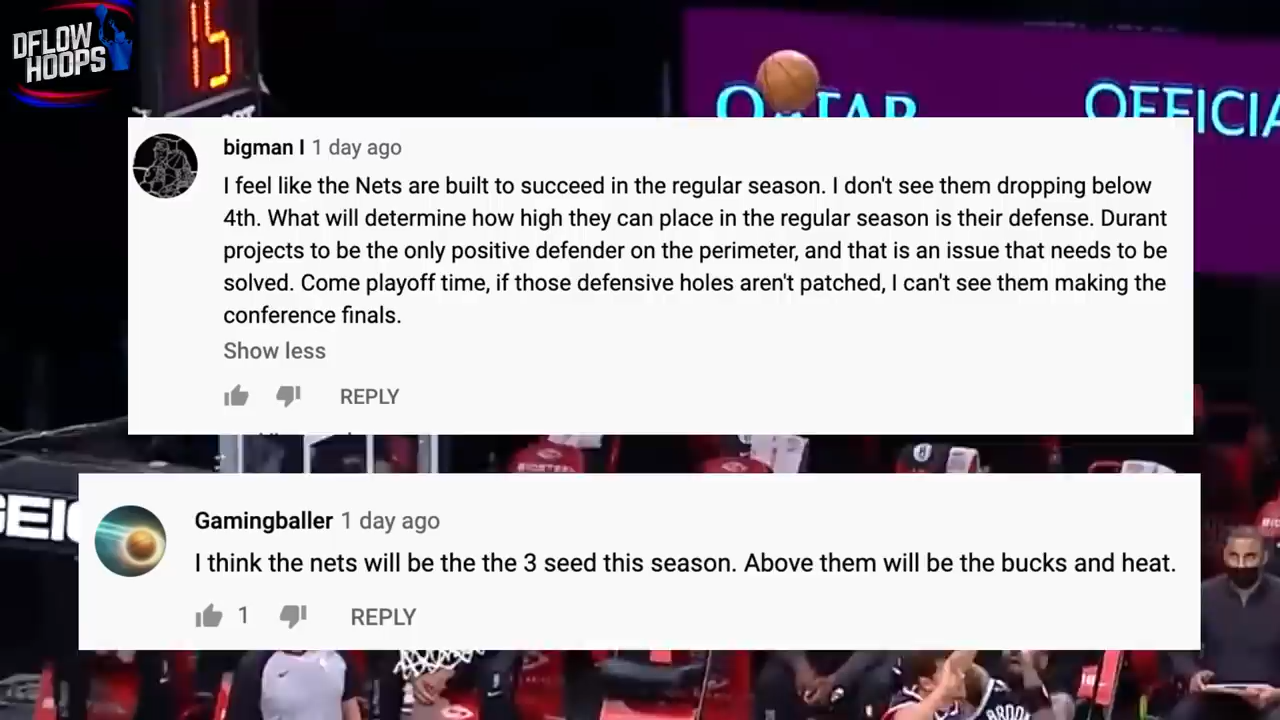 DFLOW
HOOPS
15
QATAR
OFFICIA
bigman I 1 day ago
I feel like the Nets are built to succeed in the regular season. I don't see them dropping below
4th. What will determine how high they can place in the regular season is their defense. Durant
projects to be the only positive defender on the perimeter, and that is an issue that needs to be
solved. Come playoff time, if those defensive holes aren't patched, I can't see them making the
conference finals.
Show less
REPLY
GEIC
Gamingballer 1 day ago
I think the nets will be the the 3 seed this season. Above them will be the bucks and heat.
1
REPLY
BROOK